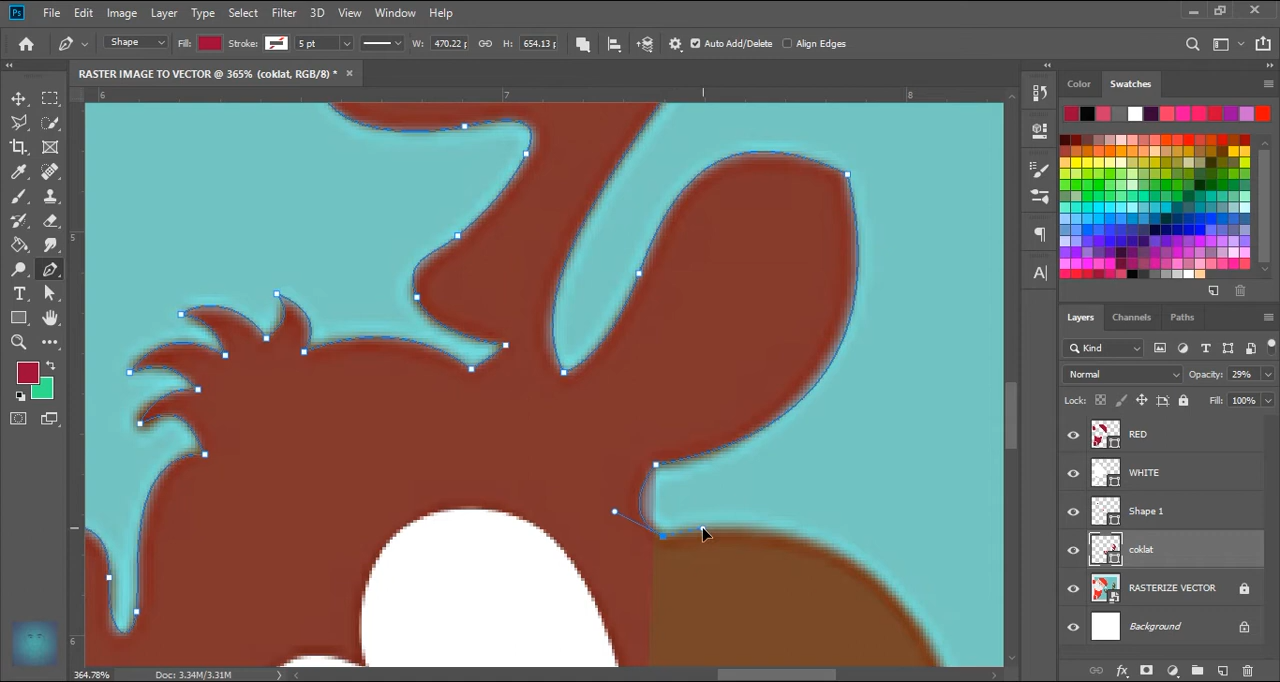 Ps File Edit Image Layer Type Select Filter 3D View Window Help
Shape Fill: Stroke: 5 pt W: 470.22 p H: 654.13 p Auto Add/Delete Align Edges
RASTER IMAGE TO VECTOR @ 365% (coklat, RGB/8) * ×
6 7 8
5
6
Color Swatches
Layers Channels Paths
Kind
Normal Opacity: 29%
Lock: Fill: 100%
RED
WHITE
Shape 1
coklat
RASTERIZE VECTOR
Background
364.78% Doc: 3.34M/3.31M